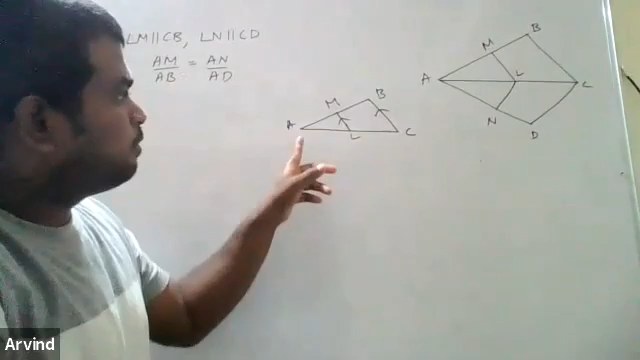 LM||CB, LN||CD
AM/AB = AN/AD
M B
A L C
B
M
A L C
N
D
Arvind